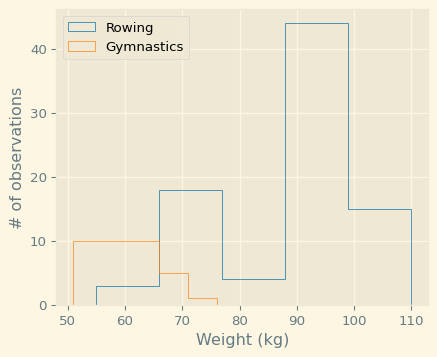 Rowing
Gymnastics
# of observations
40
30
20
10
0
50 60 70 80 90 100 110
Weight (kg)